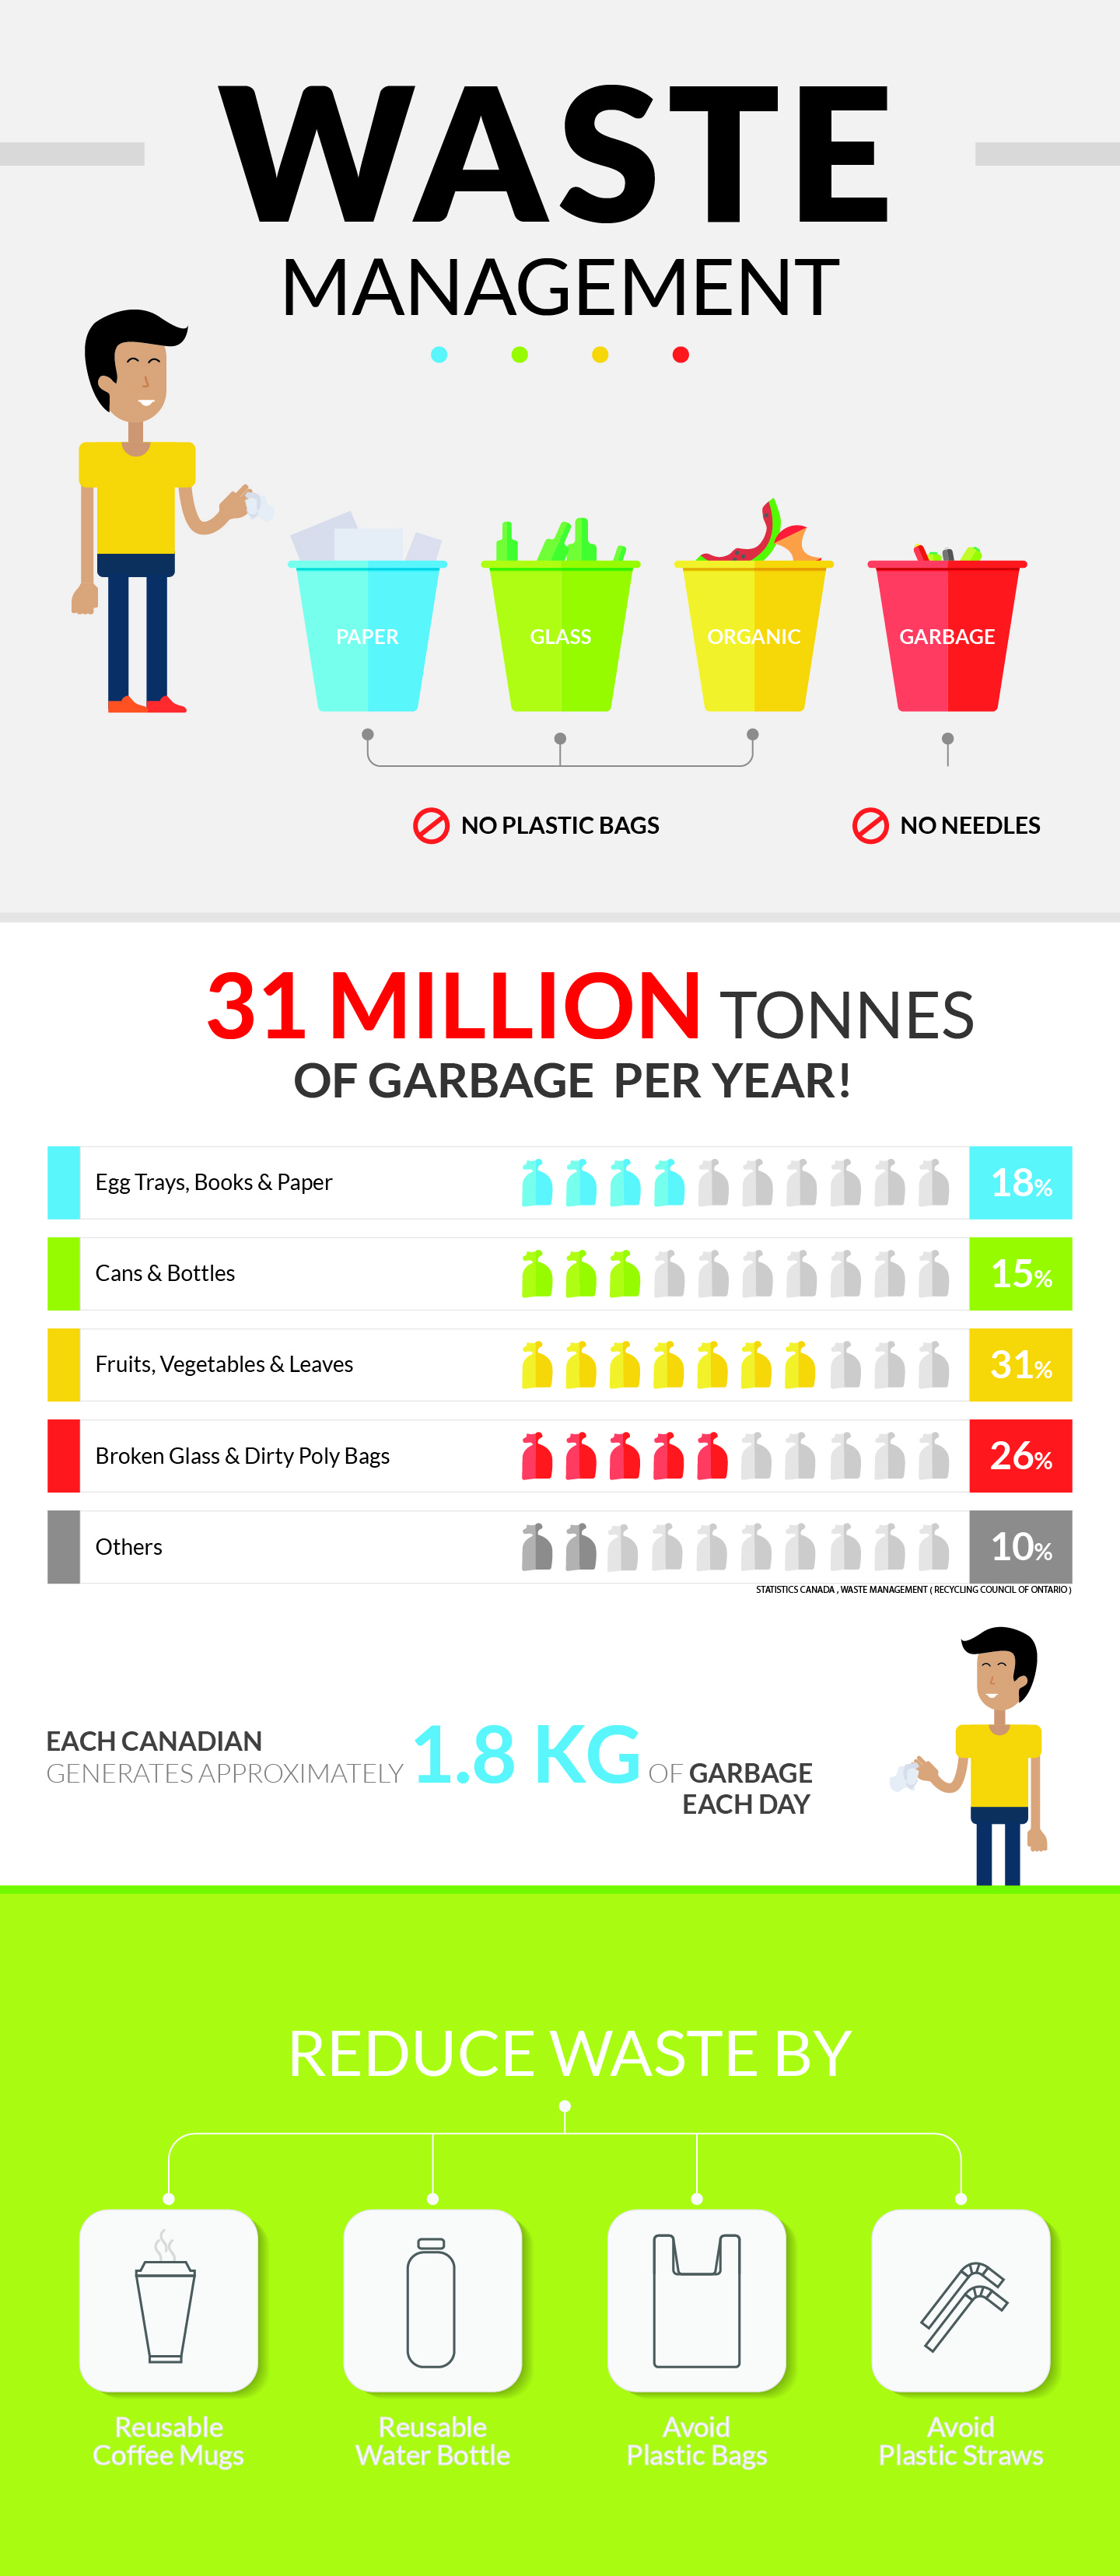 WASTE
MANAGEMENT
PAPER
GLASS
ORGANIC
GARBAGE
NO PLASTIC BAGS
NO NEEDLES
31 MILLION TONNES
OF GARBAGE PER YEAR!
Egg Trays, Books & Paper
18%
Cans & Bottles
15%
Fruits, Vegetables & Leaves
31%
Broken Glass & Dirty Poly Bags
26%
Others
10%
STATISTICS CANADA , WASTE MANAGEMENT ( RECYCLING COUNCIL OF ONTARIO )
EACH CANADIAN
GENERATES APPROXIMATELY 1.8 KG OF GARBAGE
EACH DAY
REDUCE WASTE BY
Reusable
Coffee Mugs
Reusable
Water Bottle
Avoid
Plastic Bags
Avoid
Plastic Straws